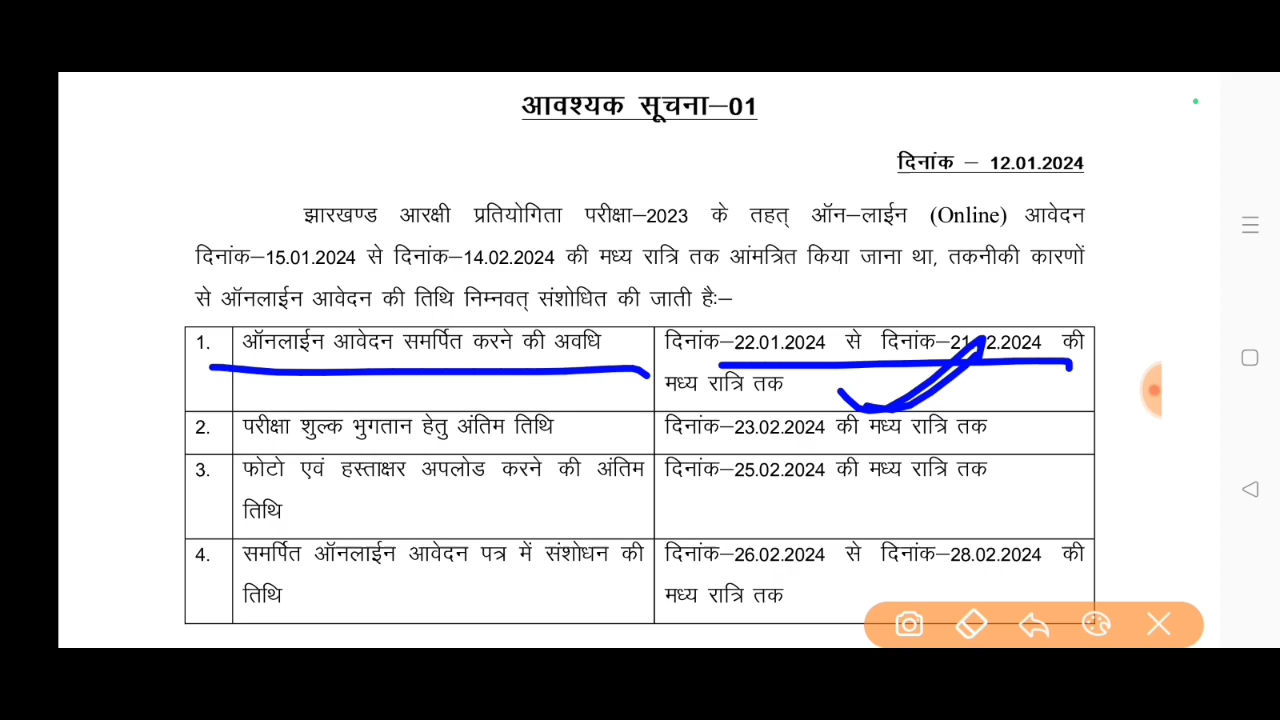 आवश्यक सूचना–01
दिनांक – 12.01.2024
झारखण्ड आरक्षी प्रतियोगिता परीक्षा–2023 के तहत् ऑन–लाईन (Online) आवेदन
दिनांक–15.01.2024 से दिनांक–14.02.2024 की मध्य रात्रि तक आंमत्रित किया जाना था, तकनीकी कारणों
से ऑनलाईन आवेदन की तिथि निम्नवत् संशोधित की जाती हैः–
1. ऑनलाईन आवेदन समर्पित करने की अवधि दिनांक–22.01.2024 से दिनांक–21.02.2024 की
मध्य रात्रि तक
2. परीक्षा शुल्क भुगतान हेतु अंतिम तिथि दिनांक–23.02.2024 की मध्य रात्रि तक
3. फोटो एवं हस्ताक्षर अपलोड करने की अंतिम दिनांक–25.02.2024 की मध्य रात्रि तक
तिथि
4. समर्पित ऑनलाईन आवेदन पत्र में संशोधन की दिनांक–26.02.2024 से दिनांक–28.02.2024 की
तिथि मध्य रात्रि तक